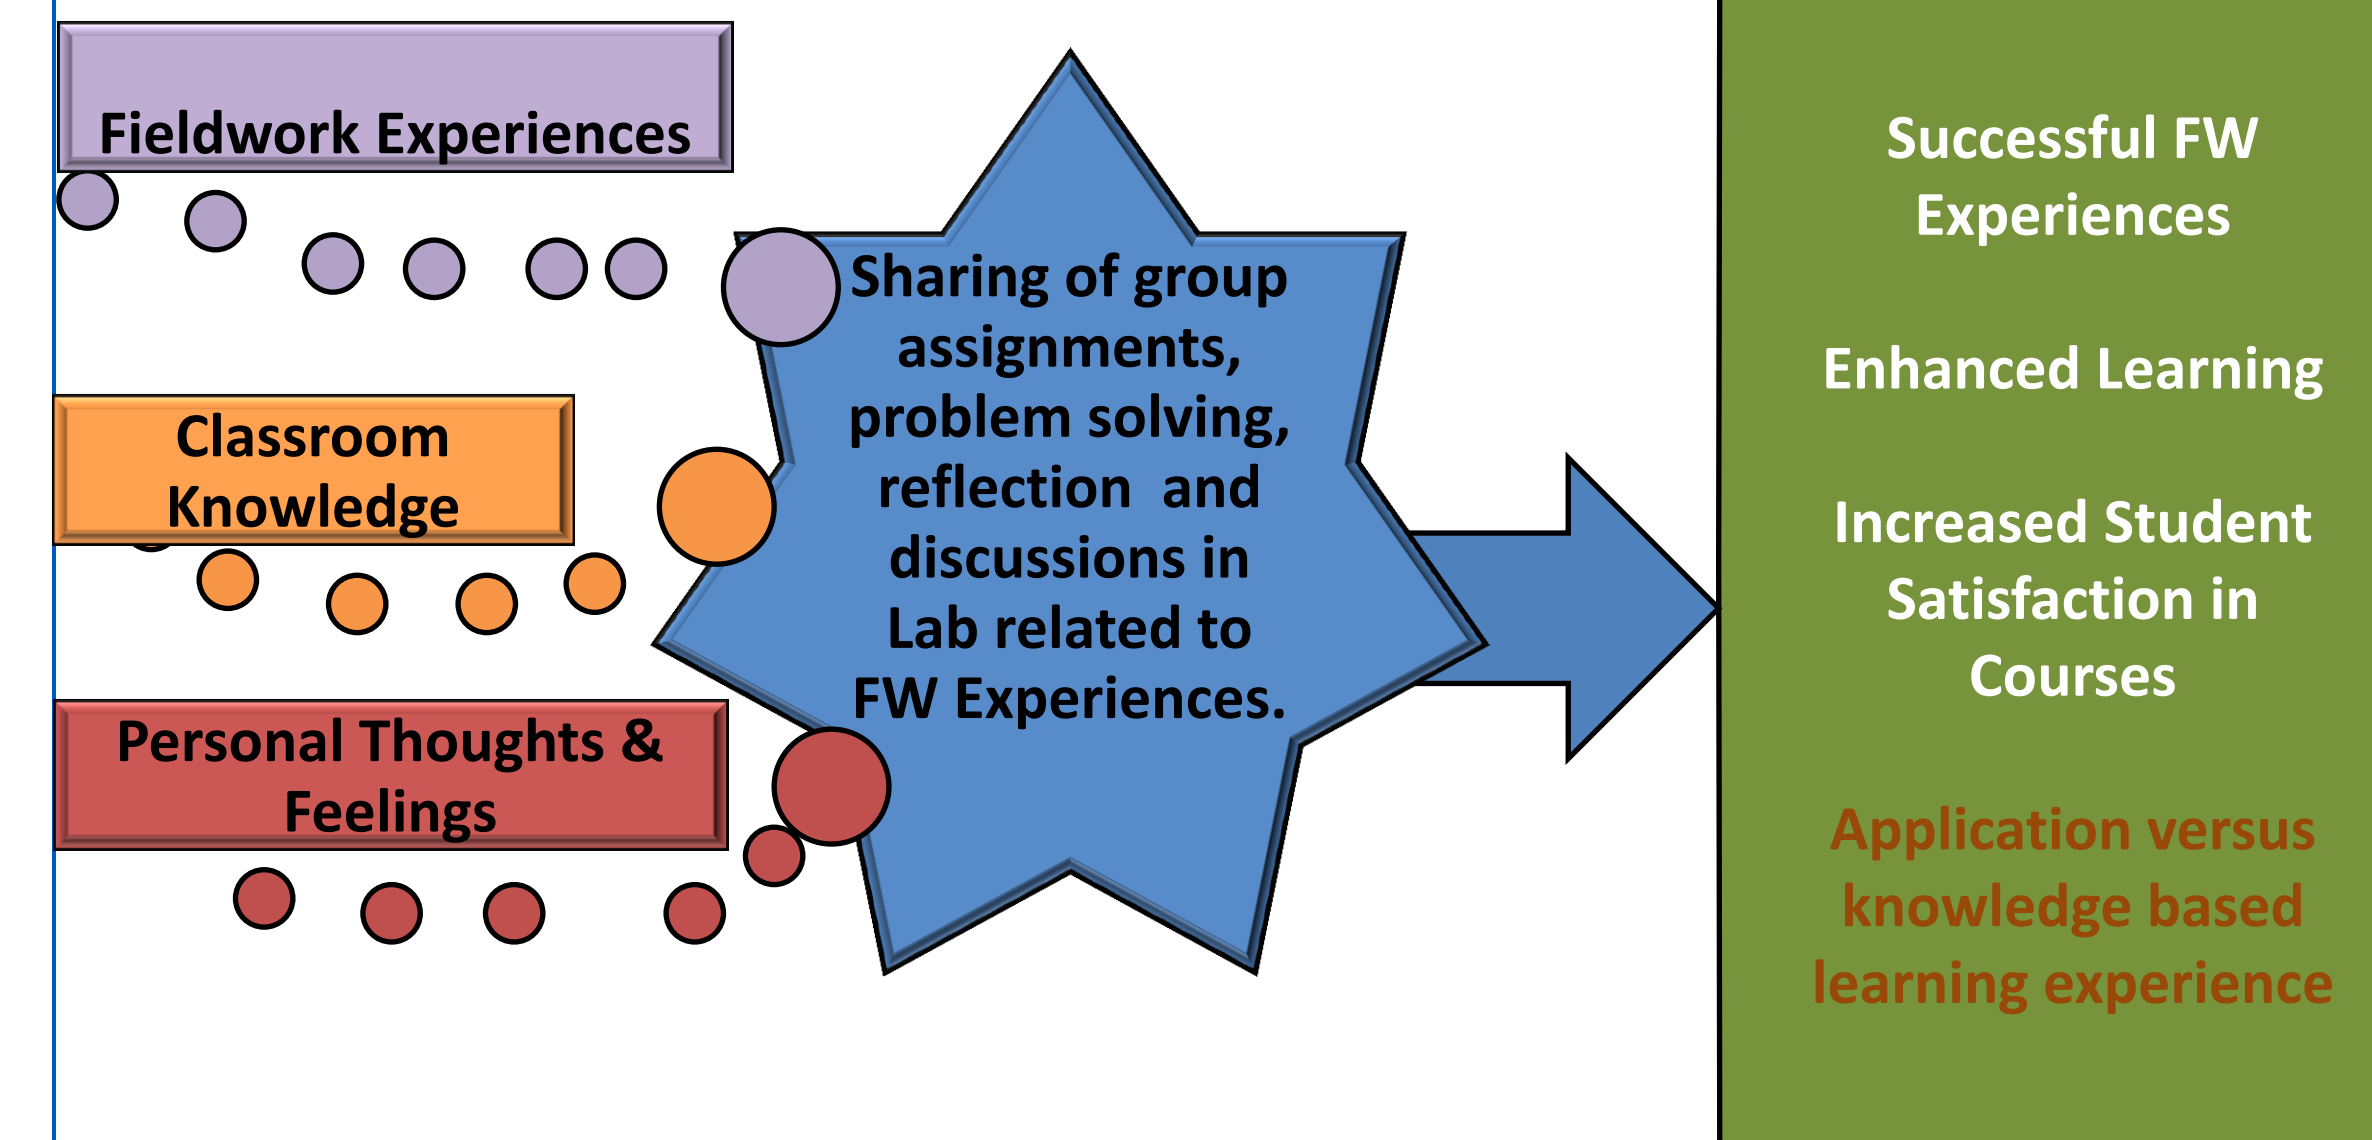 Fieldwork Experiences
Classroom
Knowledge
Personal Thoughts &
Feelings
Sharing of group
assignments,
problem solving,
reflection  and
discussions in
Lab related to
FW Experiences.
Successful FW
Experiences
Enhanced Learning
Increased Student
Satisfaction in
Courses
Application versus
knowledge based
learning experience